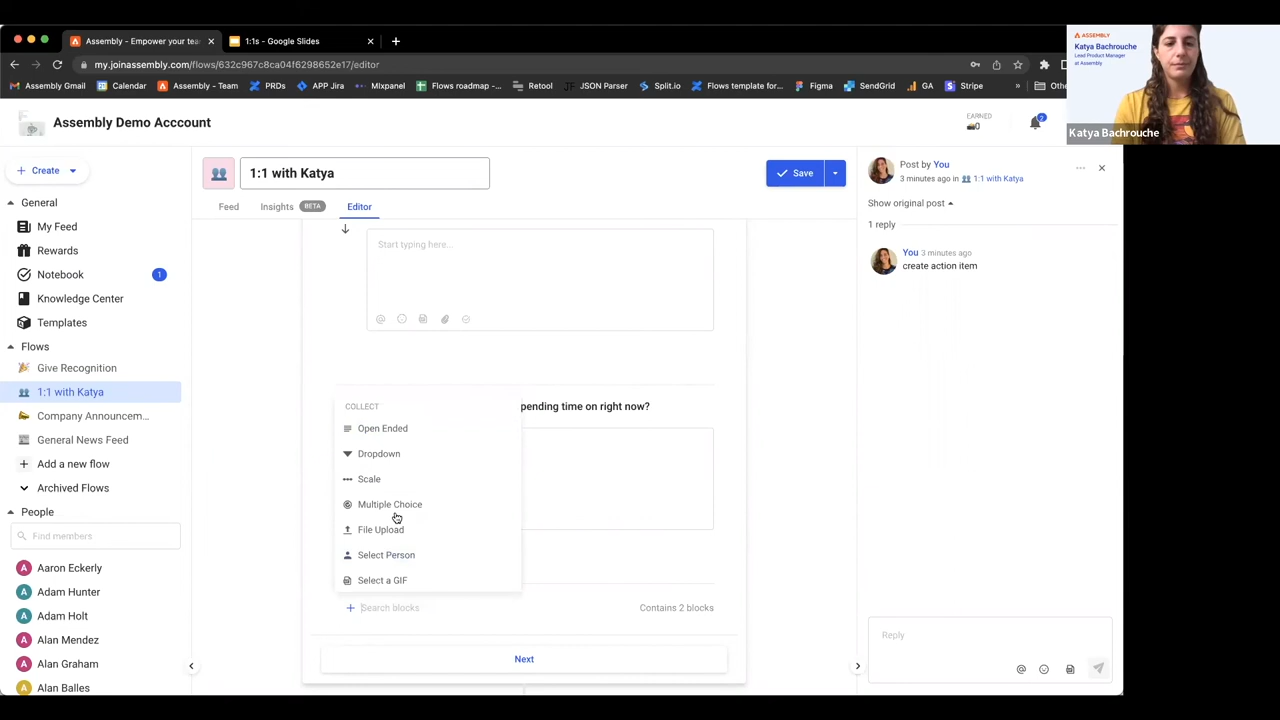 Assembly - Empower your tea
1:1s - Google Slides
my.joinassembly.com/flows/632c967c8ca04f6298652e17/edit
Assembly Gmail
Calendar
Assembly - Team
PRDs
APP Jira
Mixpanel
Flows roadmap -...
Retool
JSON Parser
Split.io
Flows template for...
Figma
SendGrid
GA
Stripe
»
ASSEMBLY
Katya Bachrouche
Lead Product Manager
at Assembly
Katya Bachrouche
Assembly Demo Acccount
EARNED
0
2
Create
General
My Feed
Rewards
Notebook
1
Knowledge Center
Templates
Flows
Give Recognition
1:1 with Katya
Company Announcem...
General News Feed
Add a new flow
Archived Flows
People
Find members
A Aaron Eckerly
A Adam Hunter
A Adam Holt
A Alan Mendez
A Alan Graham
A Alan Balles
1:1 with Katya
Save
Feed
Insights BETA
Editor
Start typing here...
pending time on right now?
COLLECT
Open Ended
Dropdown
Scale
Multiple Choice
File Upload
Select Person
Select a GIF
Search blocks
Contains 2 blocks
Next
Post by You
3 minutes ago in 1:1 with Katya
Show original post
1 reply
You 3 minutes ago
create action item
Reply